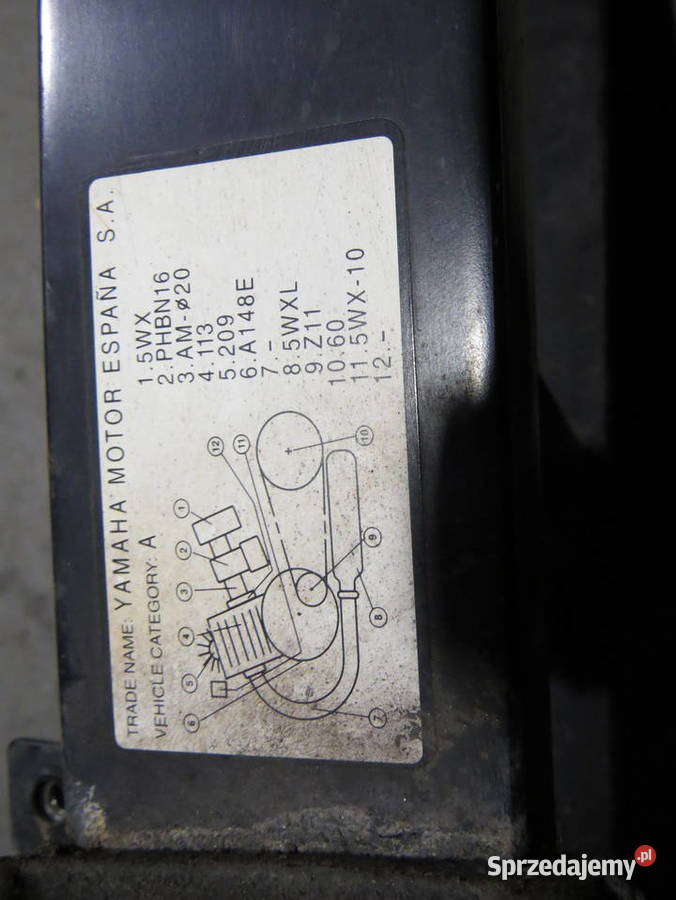 TRADE NAME: YAMAHA MOTOR ESPAÑA S.A.
VEHICLE CATEGORY: A
1.5WX
2.PHBN16
3.AM-ø20
4.113
5.209
6.A148E
7.-
8.5WXL
9.Z11
10.60
11.5WX-10
12.-
1
2
3
4
5
6
7
8
9
10
11
12
Sprzedajemy.pl